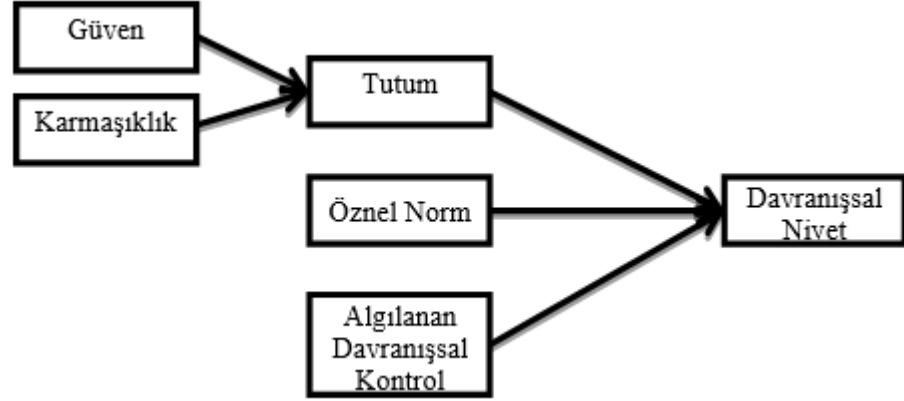 Güven
Karmaşıklık
Tutum
Öznel Norm
Algılanan
Davranışsal
Kontrol
Davranışsal
Niyet